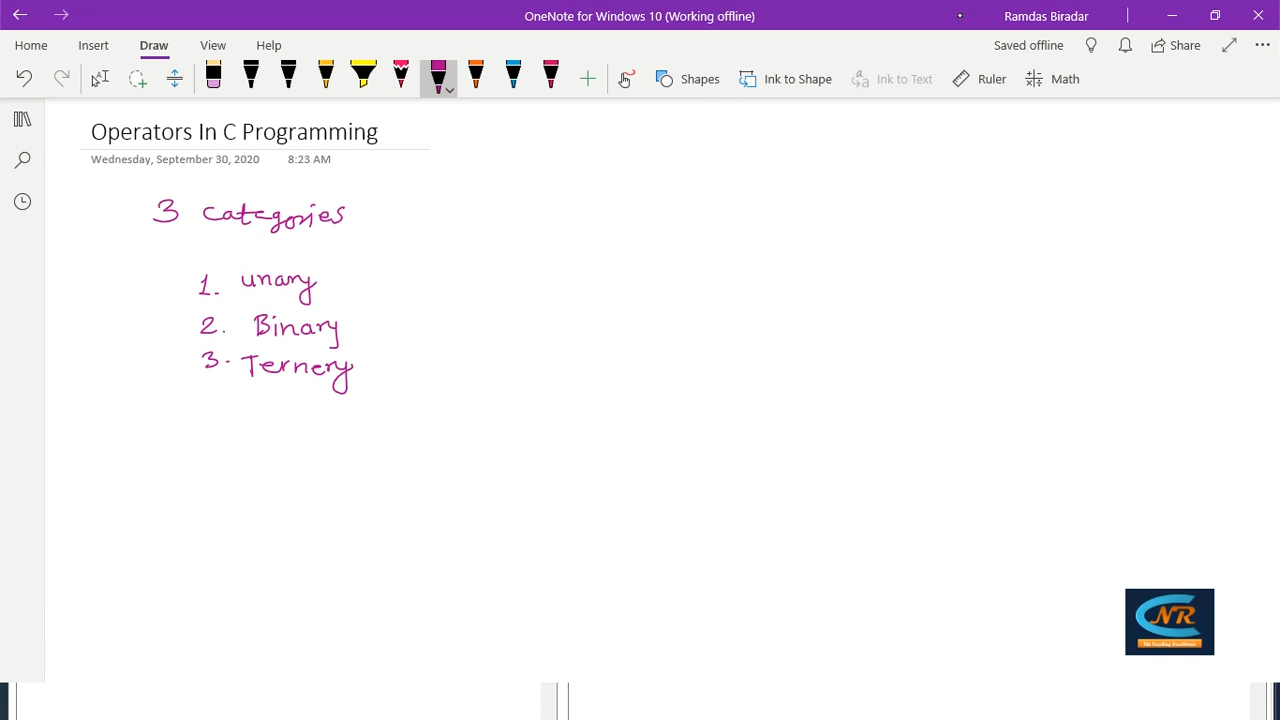 OneNote for Windows 10 (Working offline)
Ramdas Biradar
Home Insert Draw View Help
Saved offline
Share
Shapes
Ink to Shape
Ink to Text
Ruler
Math
Operators In C Programming
Wednesday, September 30, 2020 8:23 AM
3 categories
1. unary
2. Binary
3. Ternery
CNR